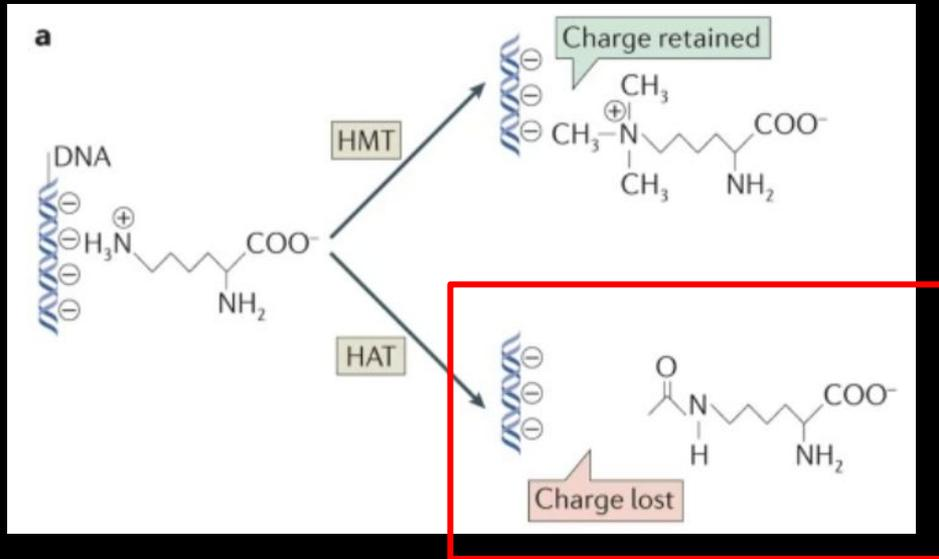 a
Charge retained
DNA
⊖
⊖
⊖
⊖
H₃N
⊕
COO⁻
NH₂
HMT
HAT
⊖
⊖
⊖
CH₃
⊕
CH₃–N
CH₃
COO⁻
NH₂
⊖
⊖
⊖
O
N
H
COO⁻
NH₂
Charge lost